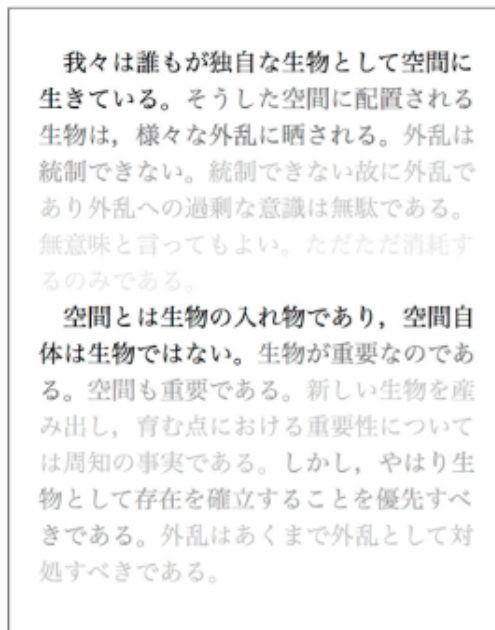 我々は誰もが独自な生物として空間に
生きている。そうした空間に配置される
生物は，様々な外乱に晒される。外乱は
統制できない。統制できない故に外乱で
あり外乱への過剰な意識は無駄である。
無意味と言ってもよい。ただただ消耗す
るのみである。
　空間とは生物の入れ物であり，空間自
体は生物ではない。生物が重要なのであ
る。空間も重要である。新しい生物を産
み出し，育む点における重要性について
は周知の事実である。しかし，やはり生
物として存在を確立することを優先すべ
きである。外乱はあくまで外乱として対
処すべきである。